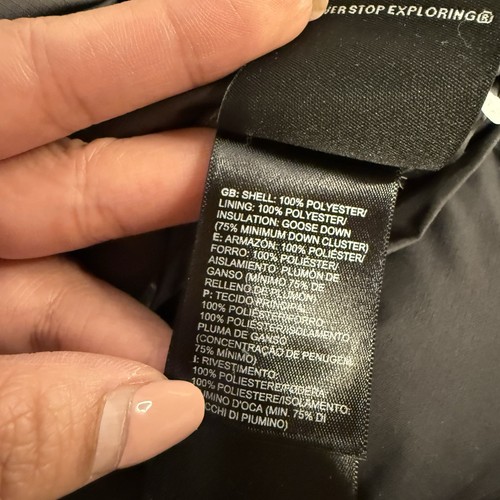 VER STOP EXPLORING®
GB: SHELL: 100% POLYESTER/
LINING: 100% POLYESTER/
INSULATION: GOOSE DOWN
(75% MINIMUM DOWN CLUSTER)
E: ARMAZÓN: 100% POLIÉSTER/
FORRO: 100% POLIÉSTER/
AISLAMIENTO: PLUMÓN DE
GANSO (MÍNIMO 75% DE
RELLENO DE PLUMÓN)
P: TECIDO
100% POLIÉSTER
100% POLIÉSTER/ISOLAMENTO:
PLUMA DE GANSO
(CONCENTRAÇÃO DE PENUGEM
75% MÍNIMO)
I: RIVESTIMENTO:
100% POLIESTERE/FODERE:
100% POLIESTERE/ISOLAMENTO:
UMINO D'OCA (MIN. 75% DI
CCHI DI PIUMINO)